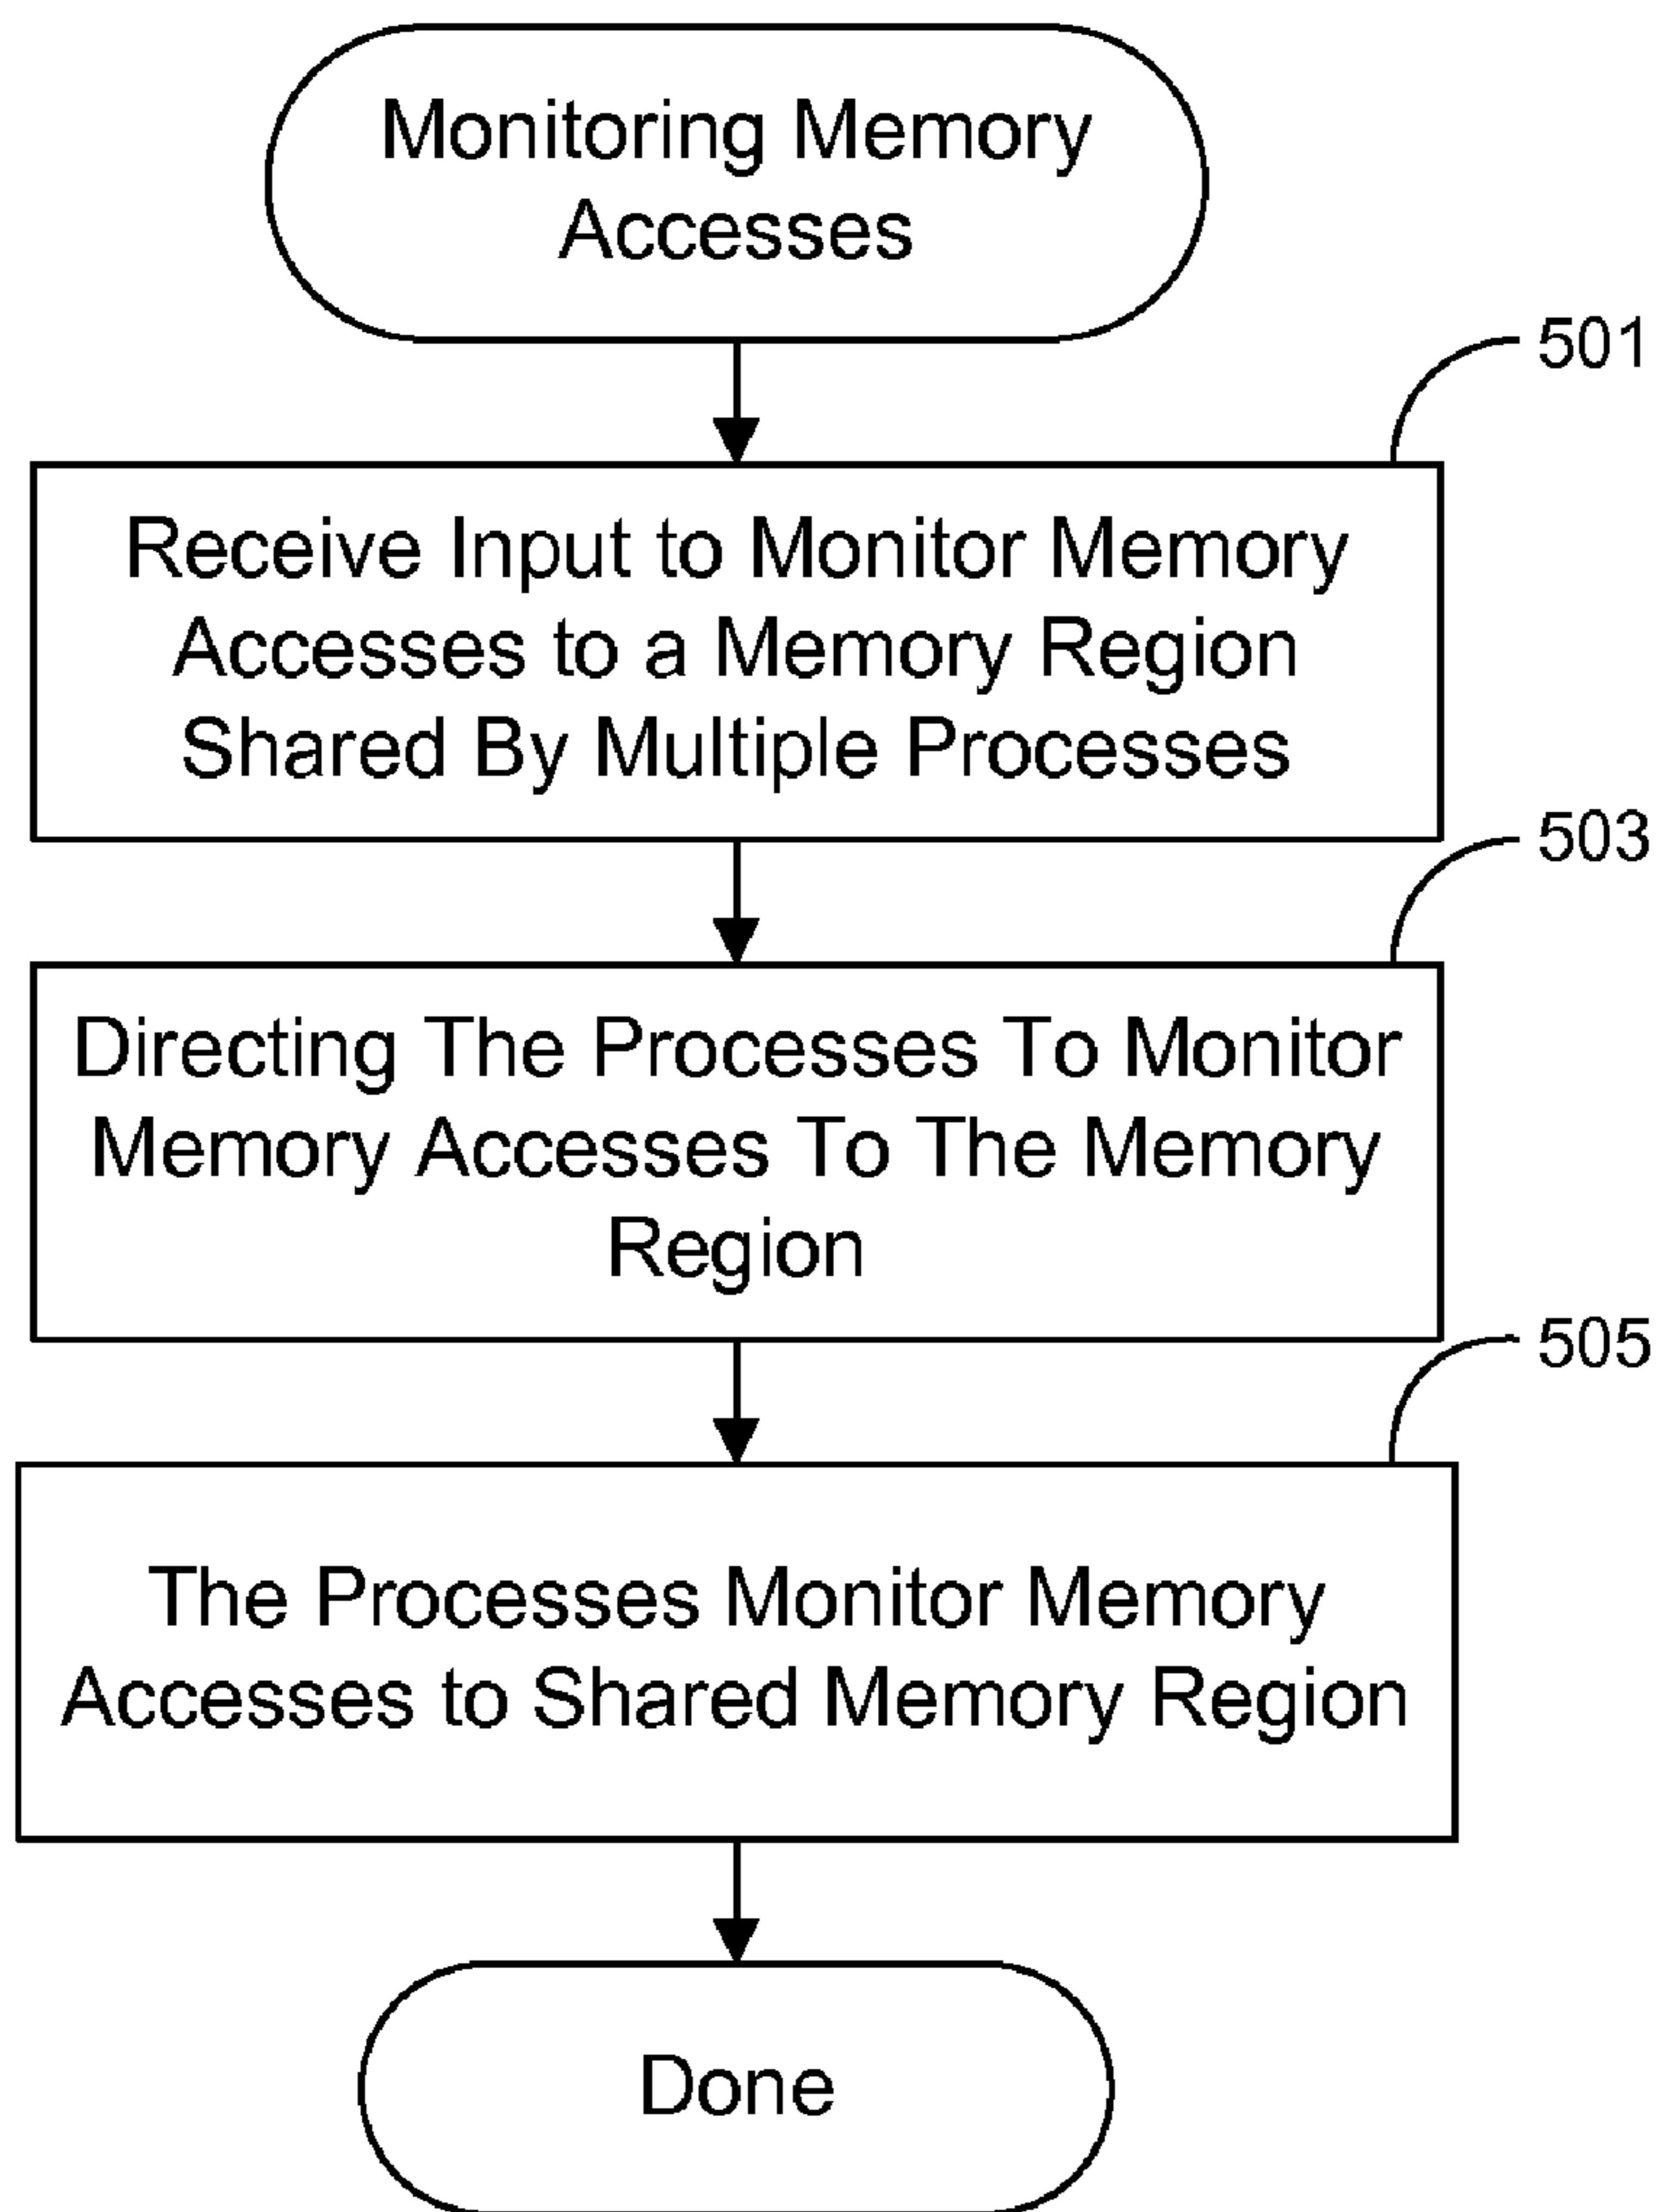 Monitoring Memory
Accesses
501
Receive Input to Monitor Memory
Accesses to a Memory Region
Shared By Multiple Processes
503
Directing The Processes To Monitor
Memory Accesses To The Memory
Region
505
The Processes Monitor Memory
Accesses to Shared Memory Region
Done